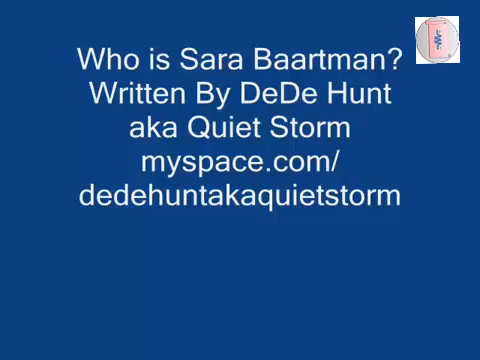 Who is Sara Baartman?
Written By DeDe Hunt
aka Quiet Storm
myspace.com/
dedehuntakaquietstorm